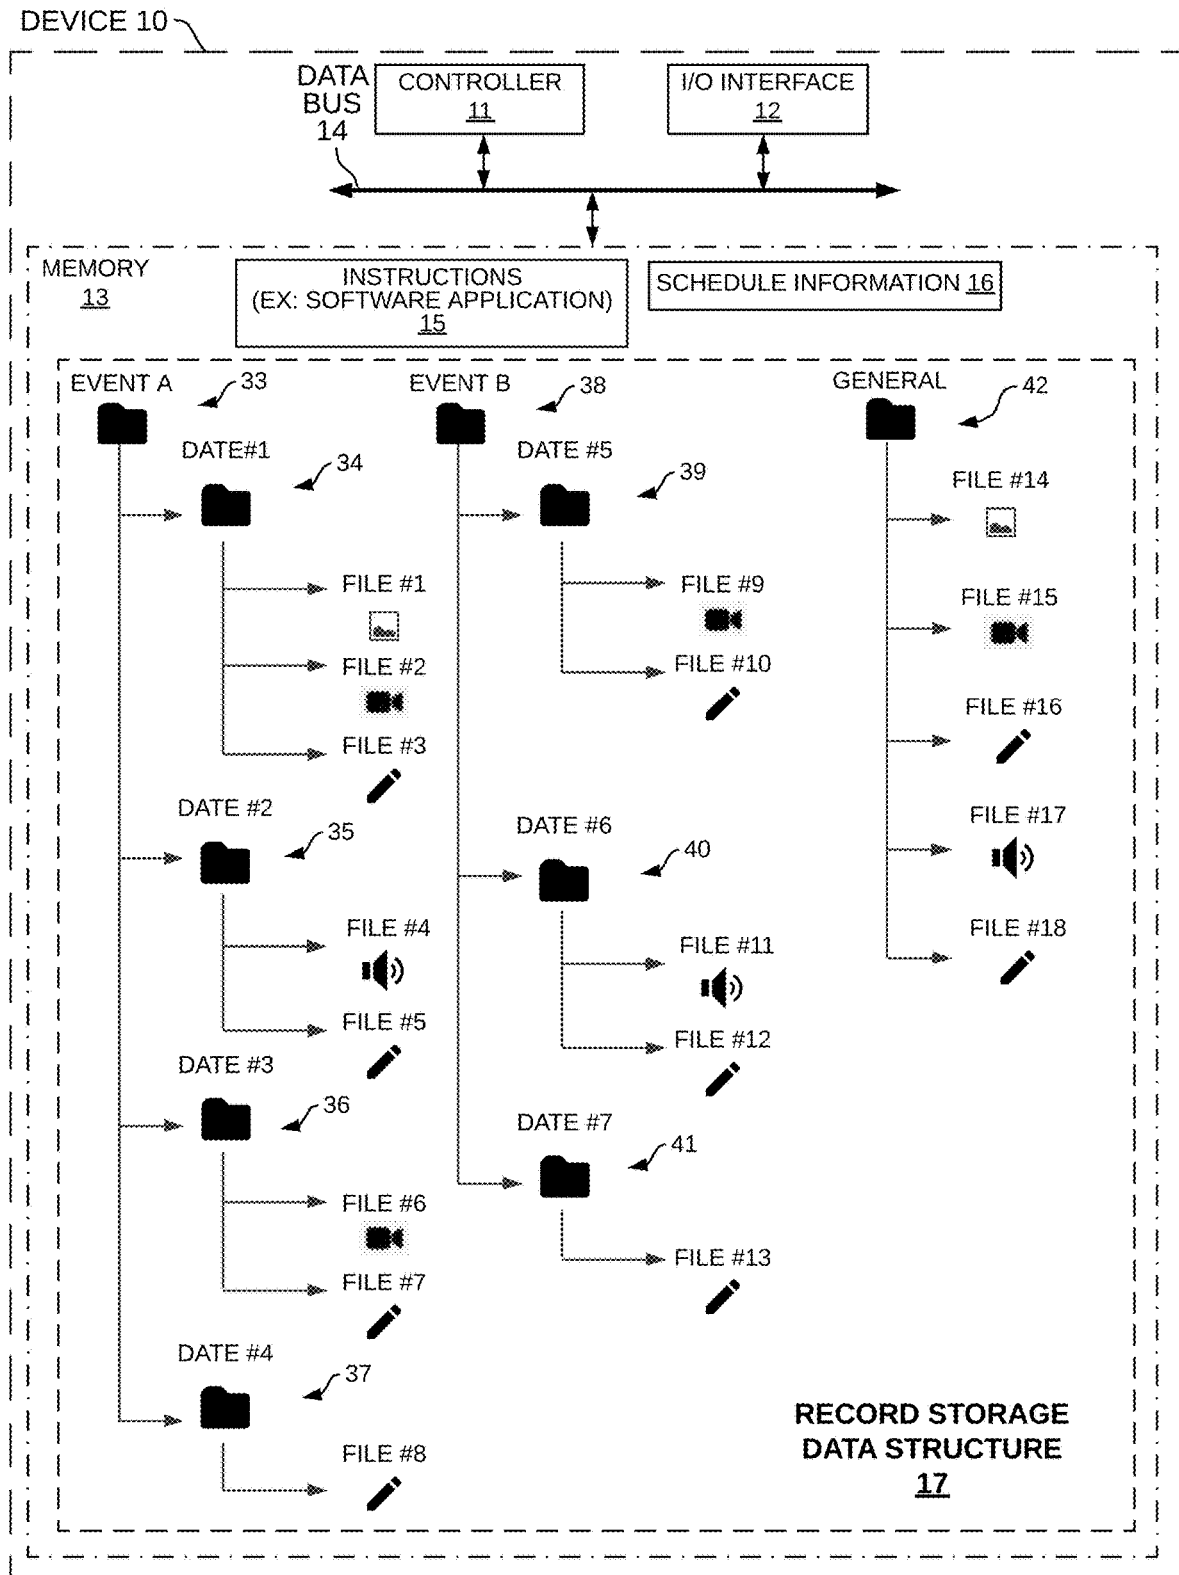 DEVICE 10
DATA
BUS
14
CONTROLLER
11
I/O INTERFACE
12
MEMORY
13
INSTRUCTIONS
(EX: SOFTWARE APPLICATION)
15
SCHEDULE INFORMATION 16
EVENT A
33
DATE#1
34
FILE #1
FILE #2
FILE #3
DATE #2
35
FILE #4
FILE #5
DATE #3
36
FILE #6
FILE #7
DATE #4
37
FILE #8
EVENT B
38
DATE #5
39
FILE #9
FILE #10
DATE #6
40
FILE #11
FILE #12
DATE #7
41
FILE #13
GENERAL
42
FILE #14
FILE #15
FILE #16
FILE #17
FILE #18
RECORD STORAGE
DATA STRUCTURE
17